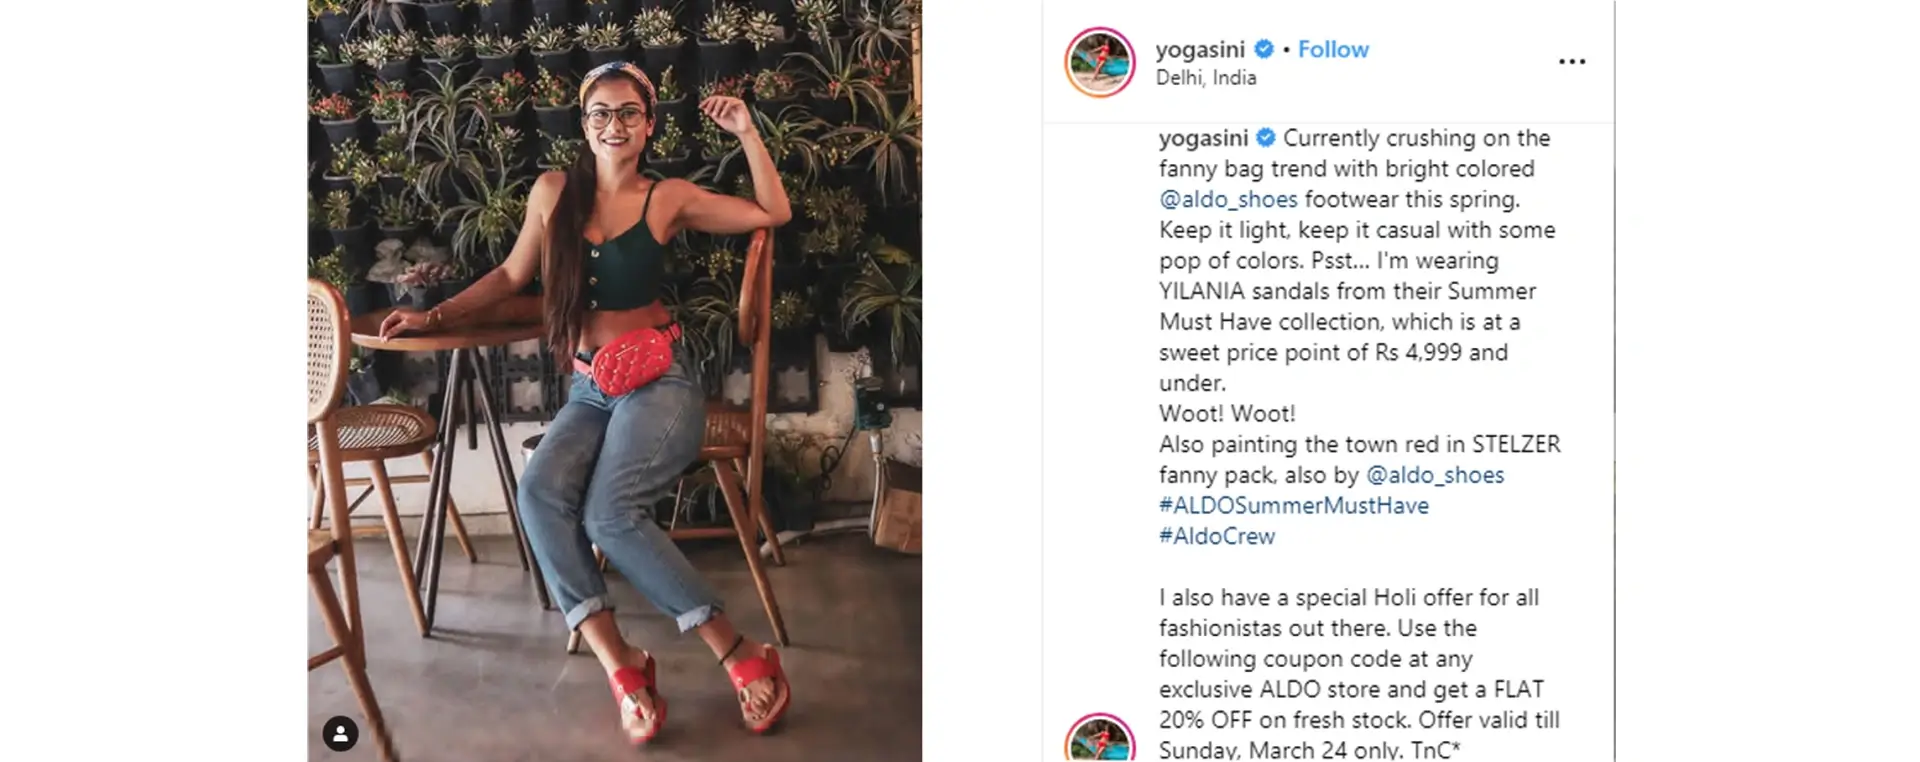 yogasini • Follow
Delhi, India
yogasini Currently crushing on the
fanny bag trend with bright colored
@aldo_shoes footwear this spring.
Keep it light, keep it casual with some
pop of colors. Psst... I'm wearing
YILANIA sandals from their Summer
Must Have collection, which is at a
sweet price point of Rs 4,999 and
under.
Woot! Woot!
Also painting the town red in STELZER
fanny pack, also by @aldo_shoes
#ALDOSummerMustHave
#AldoCrew
I also have a special Holi offer for all
fashionistas out there. Use the
following coupon code at any
exclusive ALDO store and get a FLAT
20% OFF on fresh stock. Offer valid till
Sunday, March 24 only. TnC*